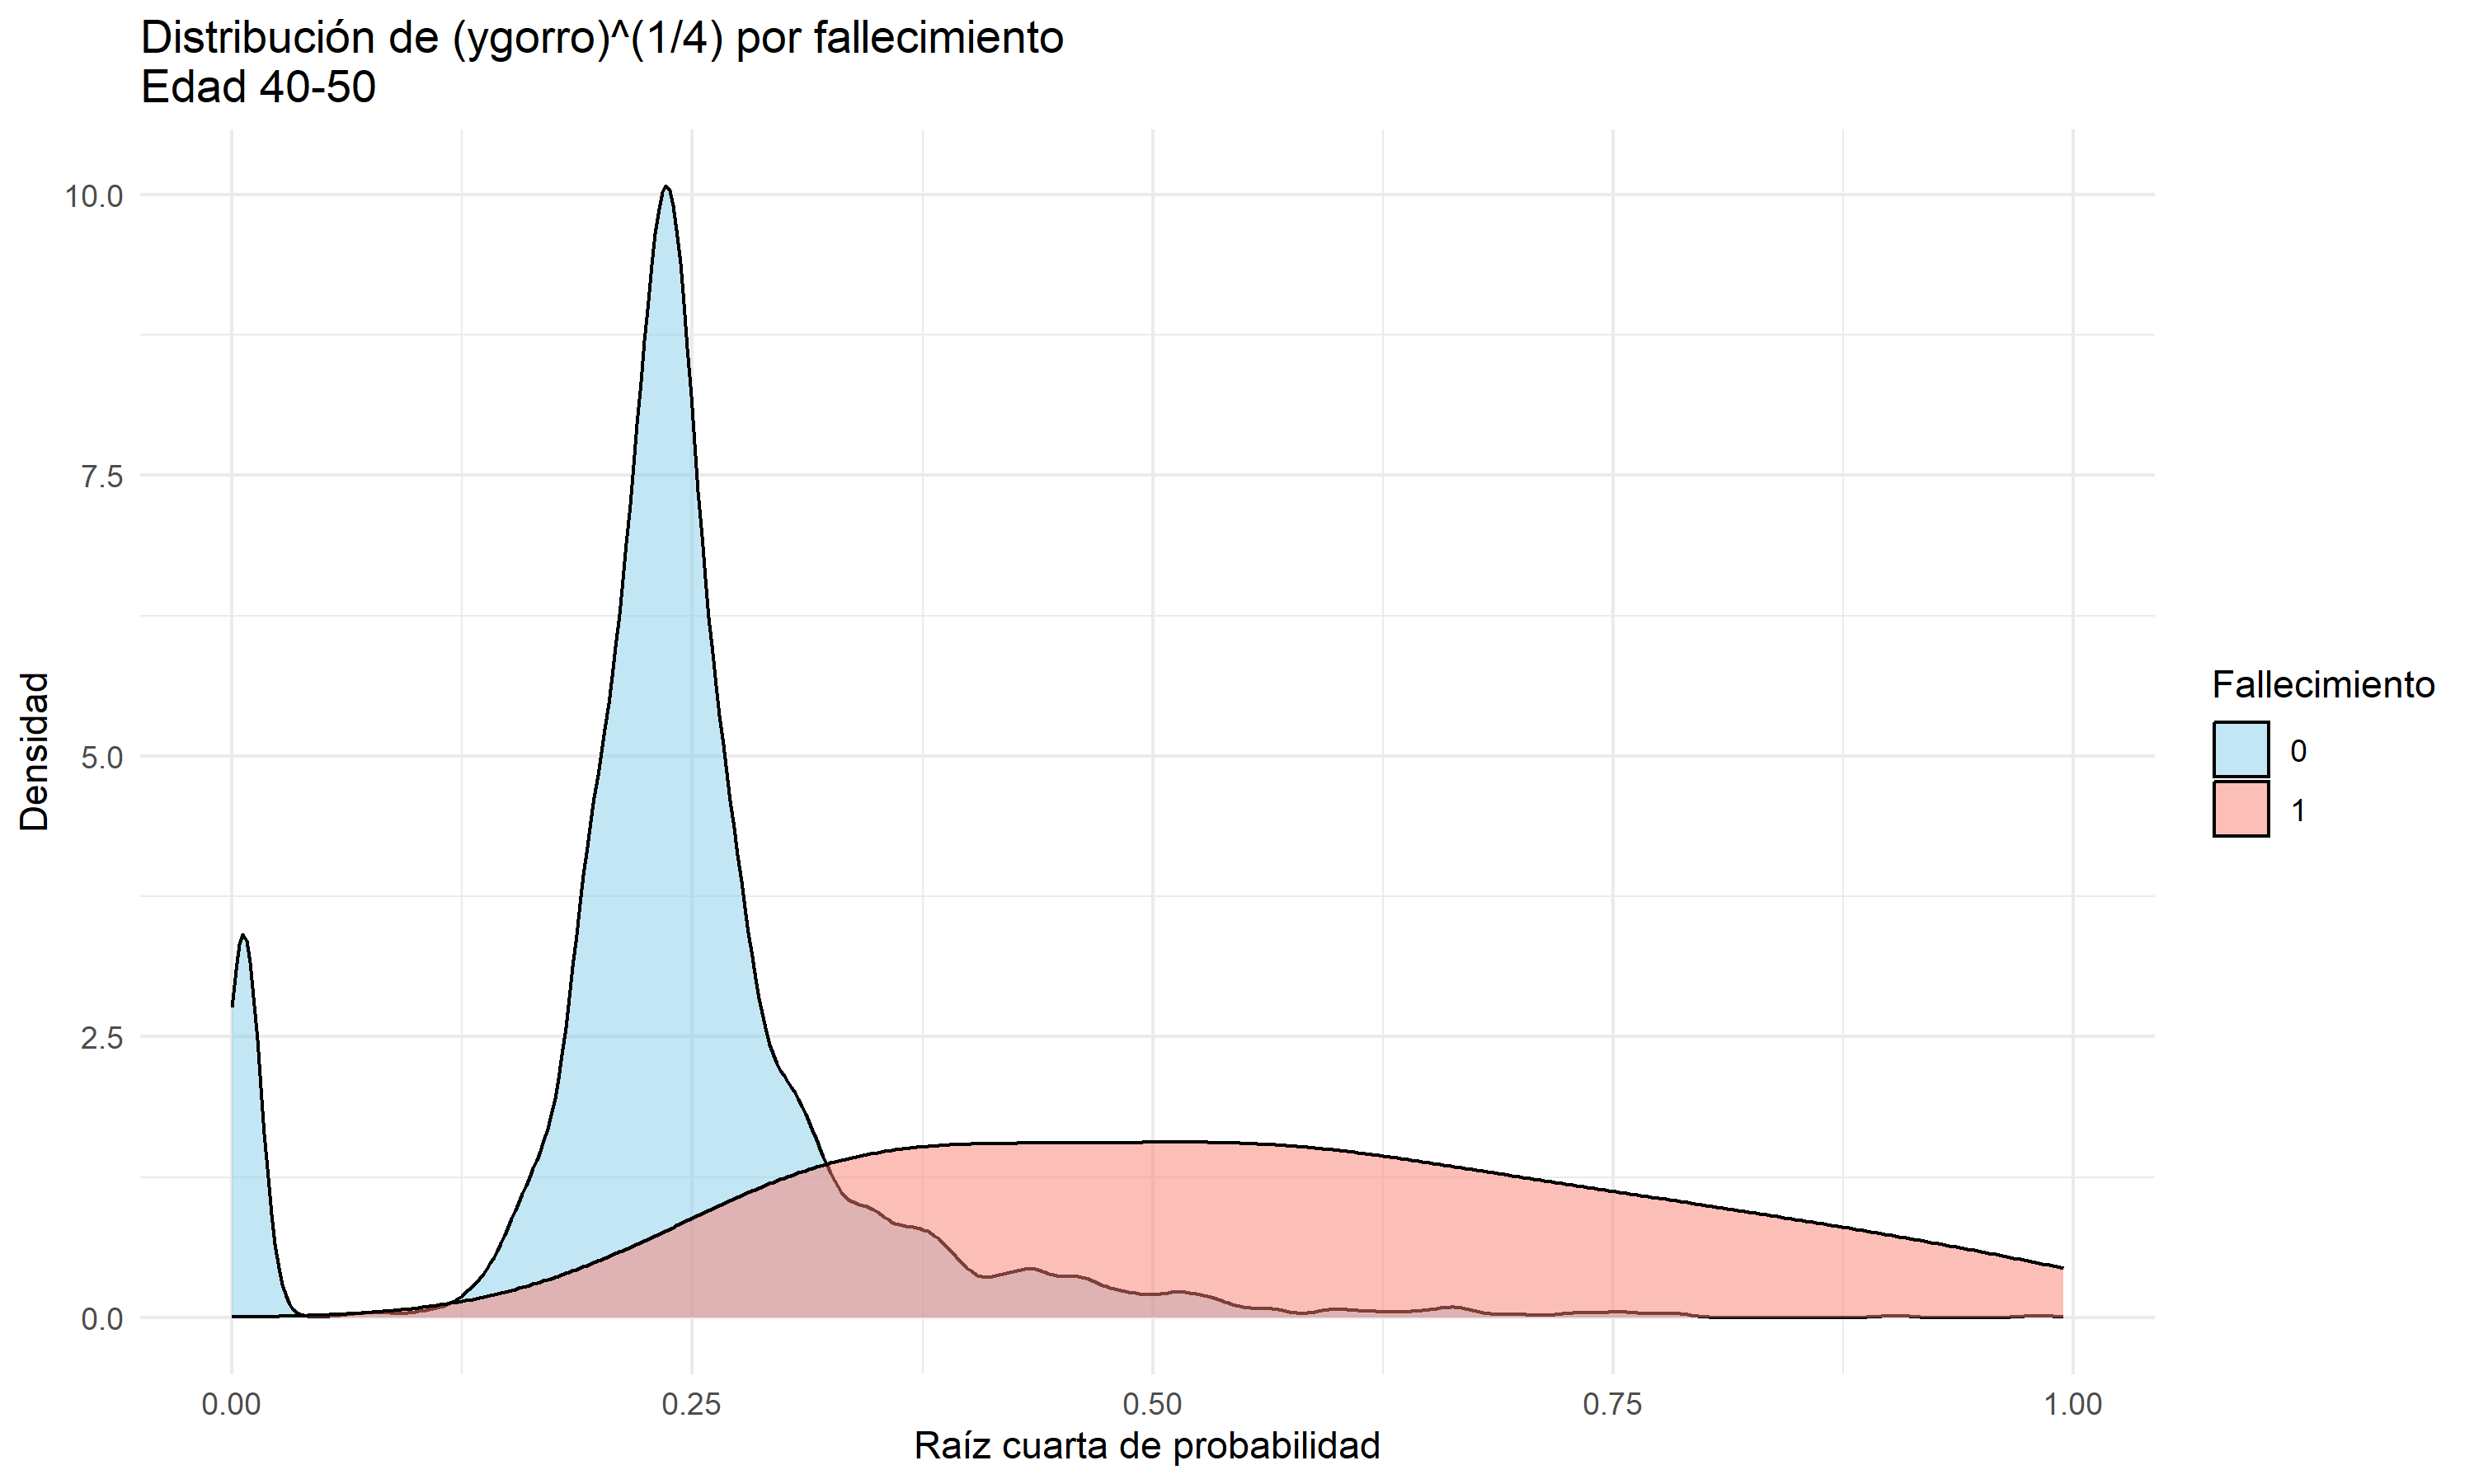 Distribución de (ygorro)^(1/4) por fallecimiento
Edad 40-50
Densidad
10.0
7.5
5.0
2.5
0.0
0.00
0.25
0.50
0.75
1.00
Raíz cuarta de probabilidad
Fallecimiento
0
1